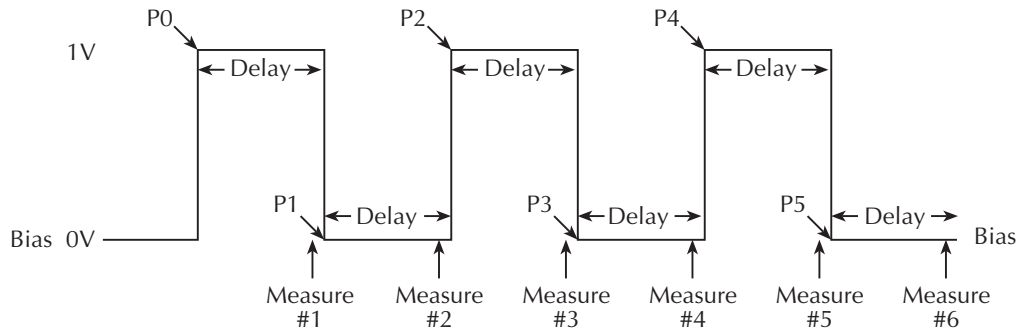 P0 P2 P4
1V
Delay Delay Delay
P1 P3 P5
Delay Delay Delay
Bias 0V Bias
Measure Measure Measure Measure Measure Measure
#1 #2 #3 #4 #5 #6